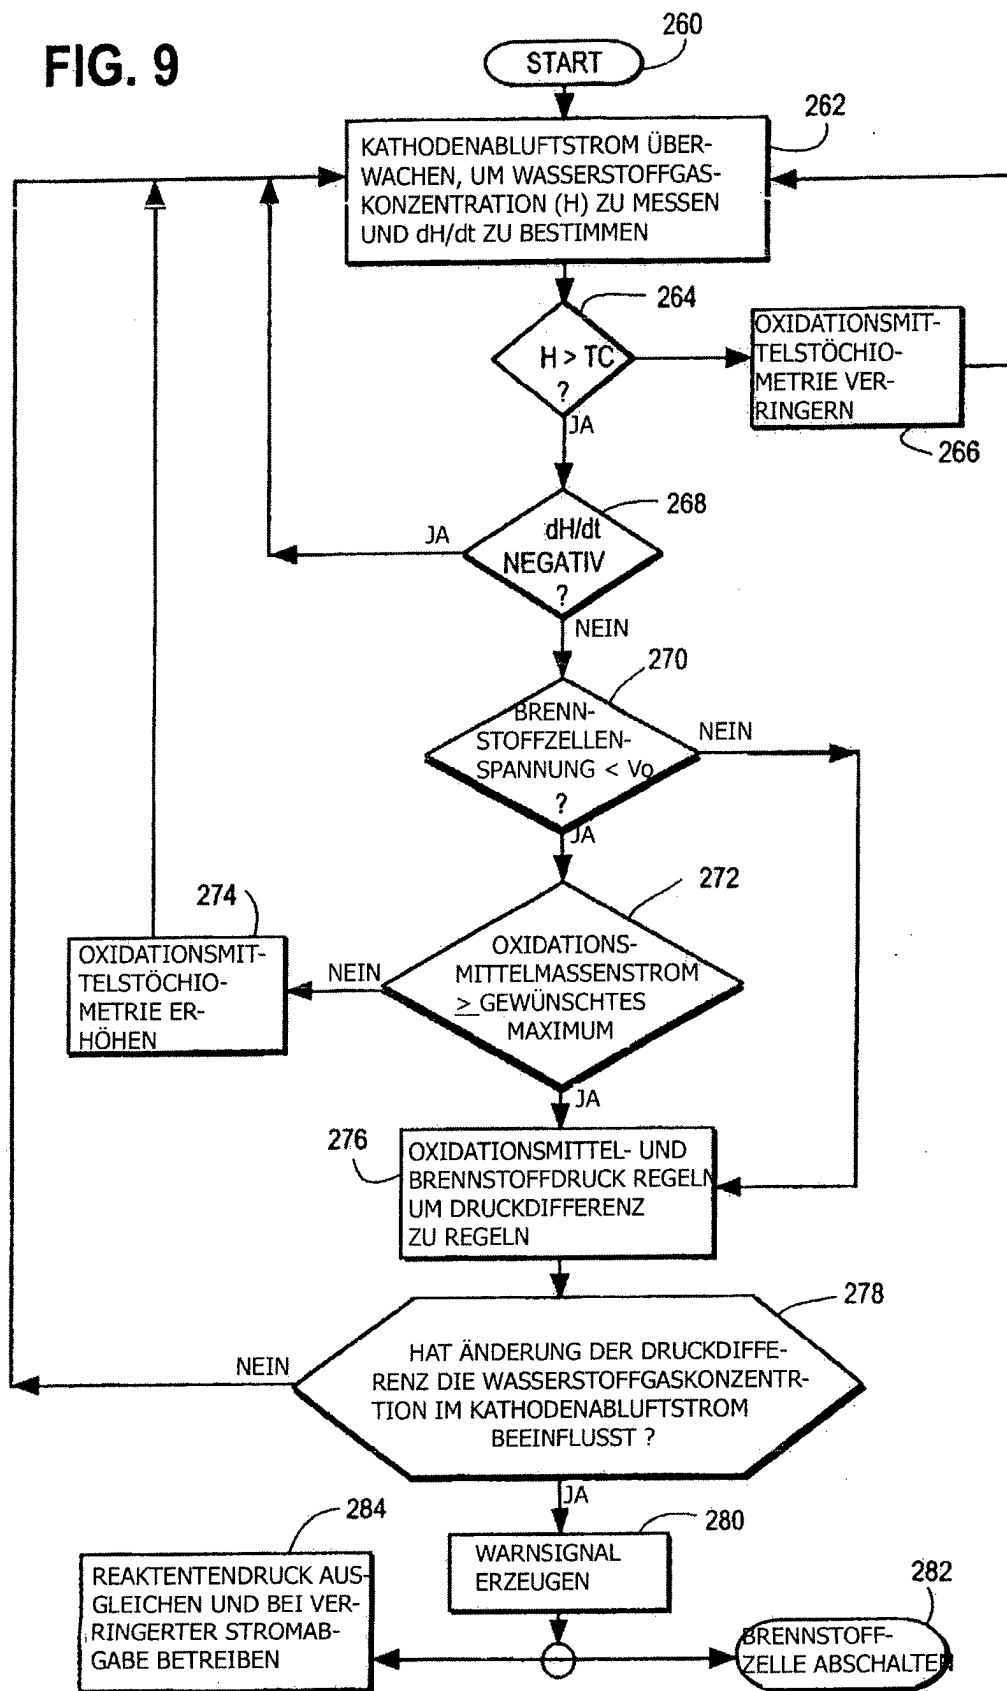 FIG. 9
260
START
262
KATHODENABLUFTSTROM ÜBER-
WACHEN, UM WASSERSTOFFGAS-
KONZENTRATION (H) ZU MESSEN
UND dH/dt ZU BESTIMMEN
264
H > TC
?
JA
OXIDATIONSMIT-
TELSTÖCHIO-
METRIE VER-
RINGERN
266
268
dH/dt
NEGATIV
?
JA
NEIN
270
BRENN-
STOFFZELLEN-
SPANNUNG < Vo
?
NEIN
JA
272
OXIDATIONS-
MITTELMASSENSTROM
≥ GEWÜNSCHTES
MAXIMUM
NEIN
JA
274
OXIDATIONSMIT-
TELSTÖCHIO-
METRIE ER-
HÖHEN
276
OXIDATIONSMITTEL- UND
BRENNSTOFFDRUCK REGELN
UM DRUCKDIFFERENZ
ZU REGELN
278
HAT ÄNDERUNG DER DRUCKDIFFE-
RENZ DIE WASSERSTOFFGASKONZENTR-
TION IM KATHODENABLUFTSTROM
BEEINFLUSST ?
NEIN
JA
280
WARNSIGNAL
ERZEUGEN
284
REAKTENTENDRUCK AUS-
GLEICHEN UND BEI VER-
RINGERTER STROMAB-
GABE BETREIBEN
282
BRENNSTOFF-
ZELLE ABSCHALTEN